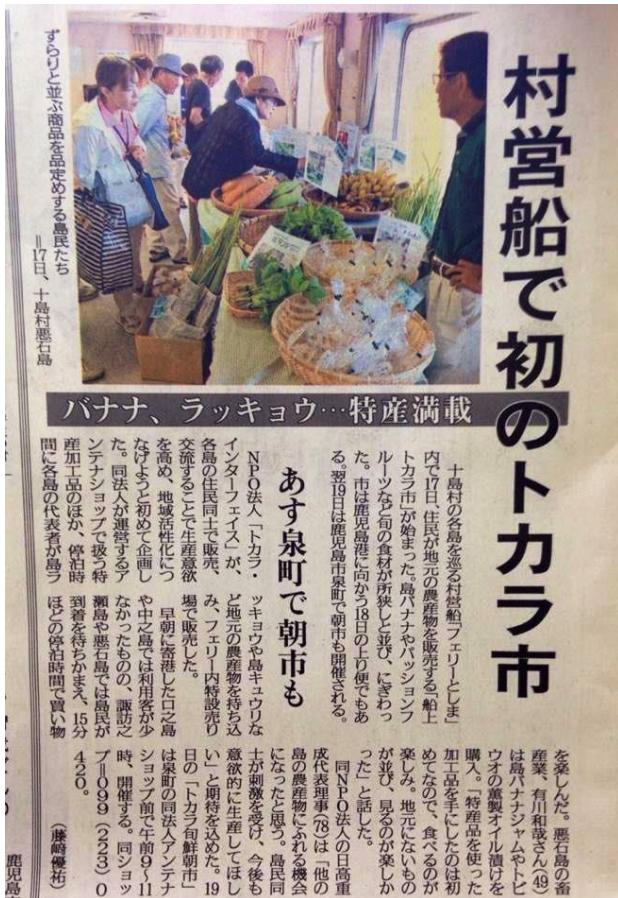 村営船で初のトカラ市
バナナ、ラッキョウ…特産満載
ずらりと並ぶ商品を品定めする島民たち
=17日、十島村悪石島
十島村の各島を巡る村営船「フェリーとしま」
内で17日、住民が地元の農産物を販売する「船上
トカラ市」が始まった。島バナナやパッションフ
ルーツなど旬の食材が所狭しと並び、にぎわっ
た。市は鹿児島港に向かう18日の上り便でもあ
る。翌19日は鹿児島市泉町で朝市も開催される。
あす泉町で朝市も
NPO法人「トカラ・
インターフェイス」が、
各島の住民同士で販売、
交流することで生産意欲
を高め、地域活性化につ
なげようと初めて企画し
た。同法人が運営するア
ンテナショップで扱う特
産加工品のほか、停泊時
間に各島の代表者が島ラ
ッキョウや島キュウリな
ど地元の農産物を持ち込
み、フェリー内特設売り
場で販売した。
早朝に寄港した口之島
や中之島では利用客が少
なかったものの、諏訪之
瀬島や悪石島では島民が
到着を待ちかまえ、15分
ほどの停泊時間で買い物
を楽しんだ。悪石島の畜
産業、有川和哉さん(49)
は島バナナジャムやトビ
ウオの薫製オイル漬けを
購入。「特産品を使った
加工品を手にしたのは初
めてなので、食べるのが
楽しみ。地元にないもの
が並び、見るのが楽しか
った」と話した。
同NPO法人の日高重
成代表理事(78)は「他の
島の農産物にふれる機会
になったと思う。島民同
士が刺激を受け、今後も
意欲的に生産してほし
い」と期待を込めた。19
日の「トカラ旬鮮朝市」
は泉町の同法人アンテナ
ショップ前で午前9~11
時、開催する。同ショッ
プ=099(223)0
420。
(藤﨑優祐)
鹿児島